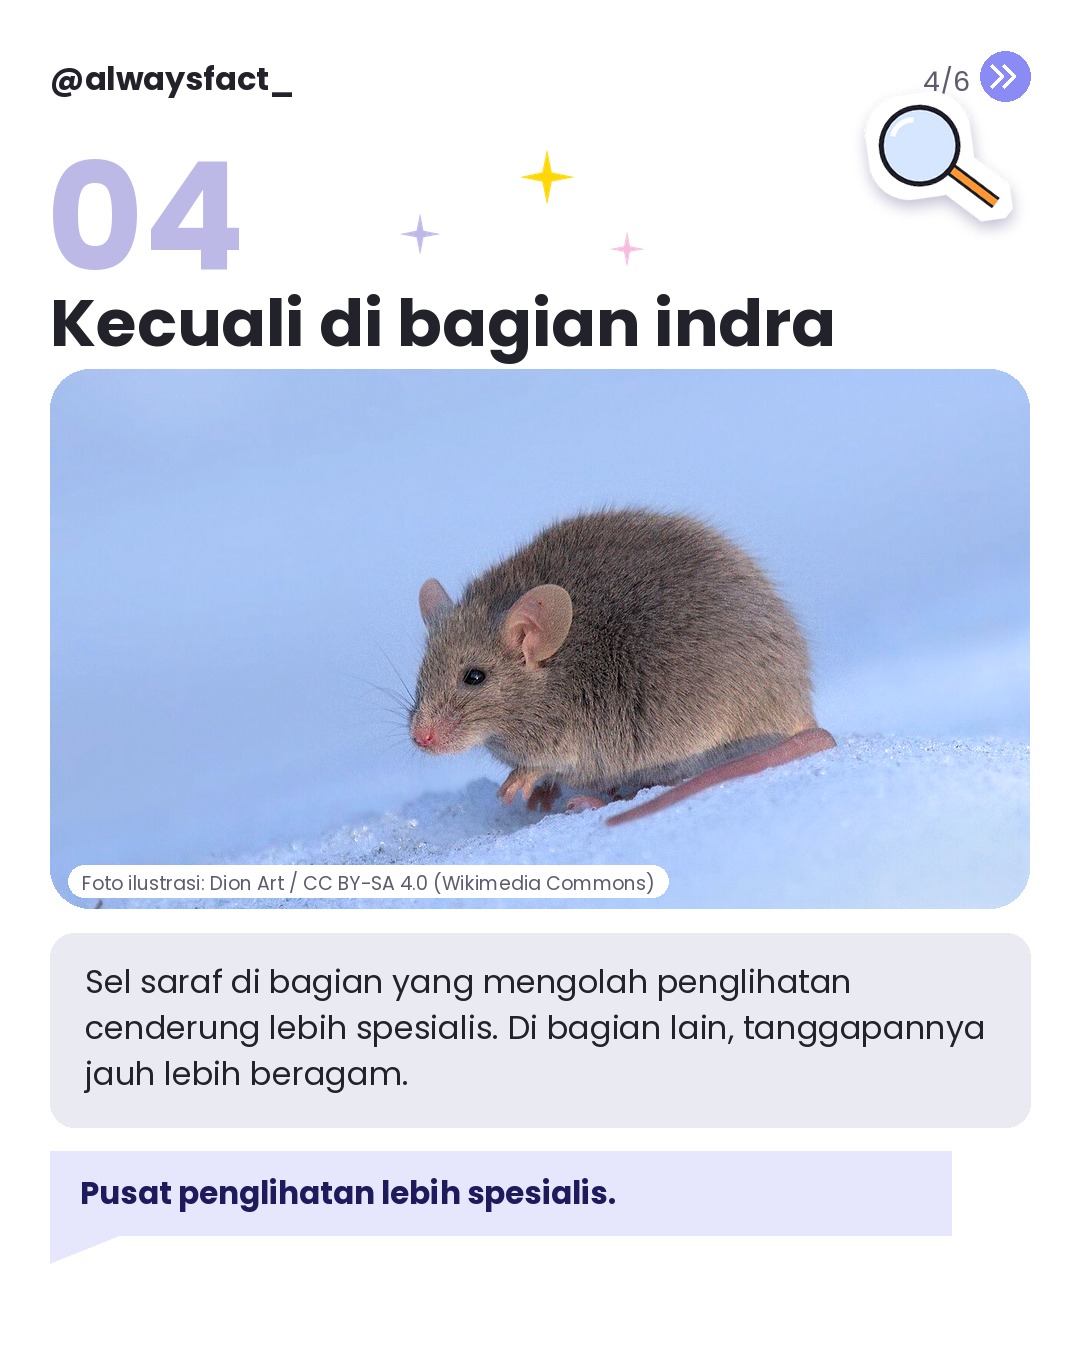 @alwaysfact_
4/6
04
Kecuali di bagian indra
Foto ilustrasi: Dion Art / CC BY-SA 4.0 (Wikimedia Commons)
Sel saraf di bagian yang mengolah penglihatan
cenderung lebih spesialis. Di bagian lain, tanggapannya
jauh lebih beragam.
Pusat penglihatan lebih spesialis.